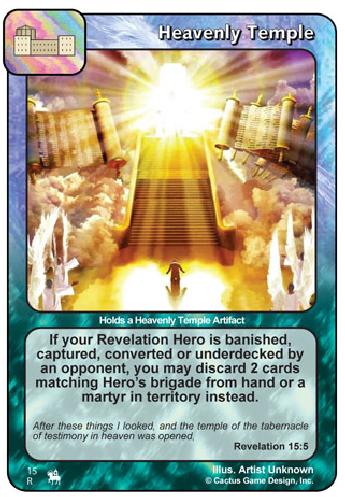 Heavenly Temple
Holds a Heavenly Temple Artifact
If your Revelation Hero is banished,
captured, converted or underdecked by
an opponent, you may discard 2 cards
matching Hero's brigade from hand or a
martyr in territory instead.
After these things I looked, and the temple of the tabernacle
of testimony in heaven was opened,
Revelation 15:5
15
R
Illus. Artist Unknown
© Cactus Game Design, Inc.